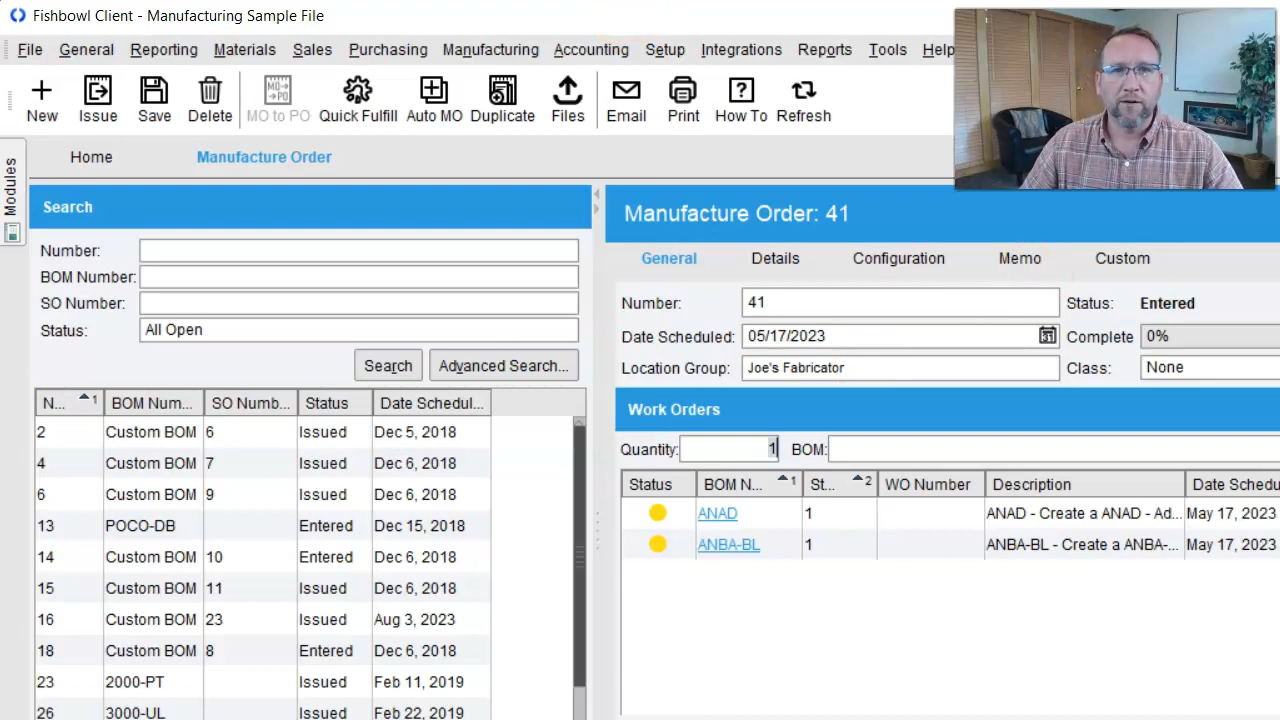 Fishbowl Client - Manufacturing Sample File
File General Reporting Materials Sales Purchasing Manufacturing Accounting Setup Integrations Reports Tools Help
MO→ →PO
New Issue Save Delete MO to PO Quick Fulfill Auto MO Duplicate Files Email Print How To Refresh
Modules
Home Manufacture Order
Search
Number:
BOM Number:
SO Number:
Status: All Open
Search Advanced Search...
N... 1 BOM Num... SO Numb... Status Date Schedul...
2 Custom BOM 6 Issued Dec 5, 2018
4 Custom BOM 7 Issued Dec 6, 2018
6 Custom BOM 9 Issued Dec 6, 2018
13 POCO-DB Entered Dec 15, 2018
14 Custom BOM 10 Entered Dec 6, 2018
15 Custom BOM 11 Issued Dec 6, 2018
16 Custom BOM 23 Issued Aug 3, 2023
18 Custom BOM 8 Entered Dec 6, 2018
23 2000-PT Issued Feb 11, 2019
26 3000-UL Issued Feb 22, 2019
Manufacture Order: 41
General Details Configuration Memo Custom
Number: 41 Status: Entered
Date Scheduled: 05/17/2023 31 Complete 0%
Location Group: Joe's Fabricator Class: None
Work Orders
Quantity: 1 BOM:
Status BOM N... 1 St... 2 WO Number Description Date Schedu
ANAD 1 ANAD - Create a ANAD - Ad... May 17, 2023
ANBA-BL 1 ANBA-BL - Create a ANBA-... May 17, 2023